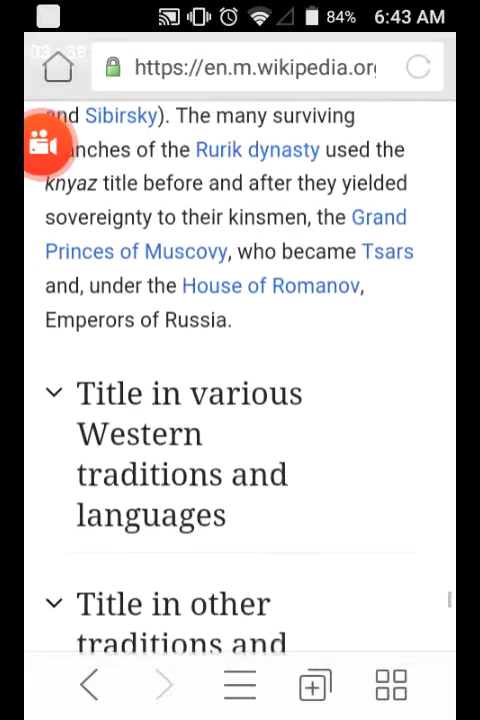 84% 6:43 AM
https://en.m.wikipedia.or
and Sibirsky). The many surviving
nches of the Rurik dynasty used the
knyaz title before and after they yielded
sovereignty to their kinsmen, the Grand
Princes of Muscovy, who became Tsars
and, under the House of Romanov,
Emperors of Russia.
Title in various
Western
traditions and
languages
Title in other
traditions and